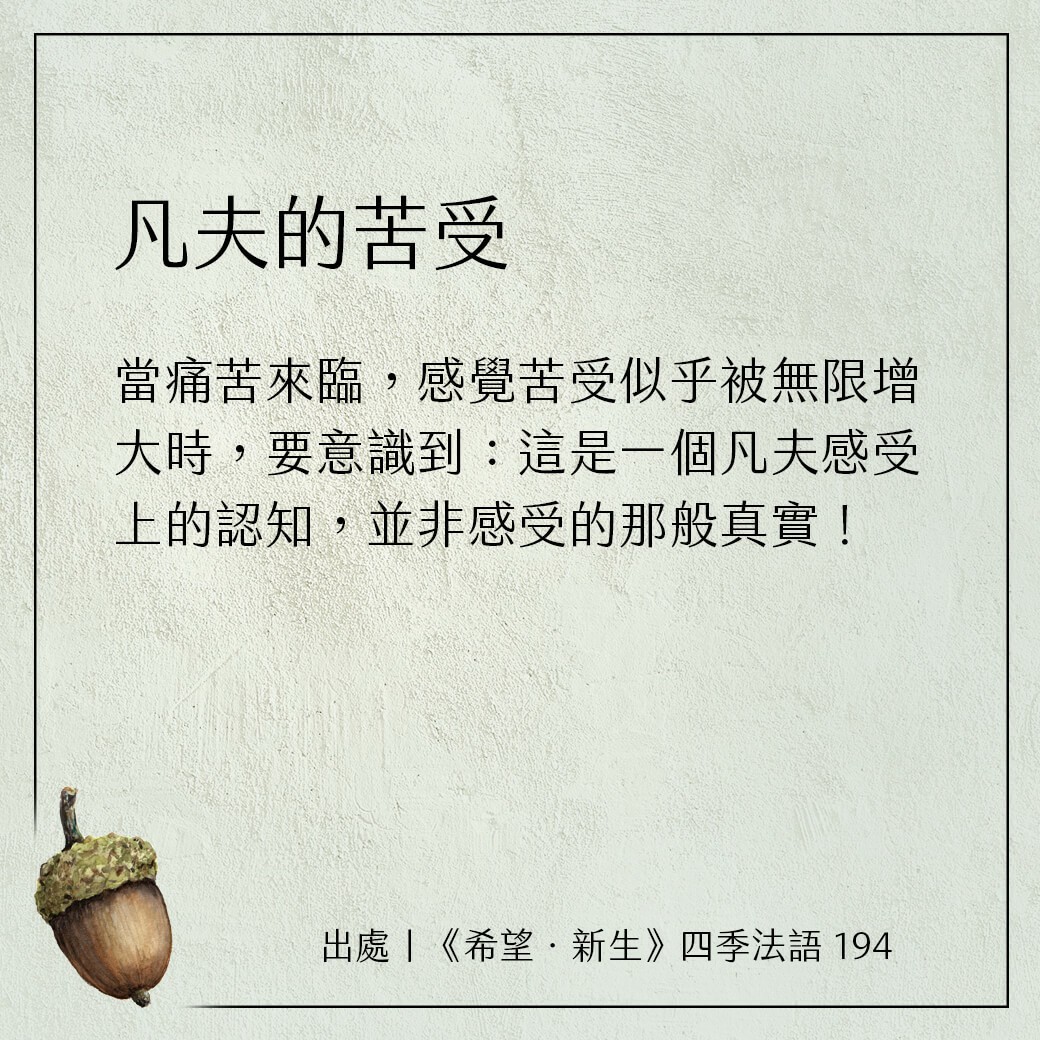 凡夫的苦受
當痛苦來臨，感覺苦受似乎被無限增
大時，要意識到：這是一個凡夫感受
上的認知，並非感受的那般真實！
出處｜《希望．新生》四季法語 194